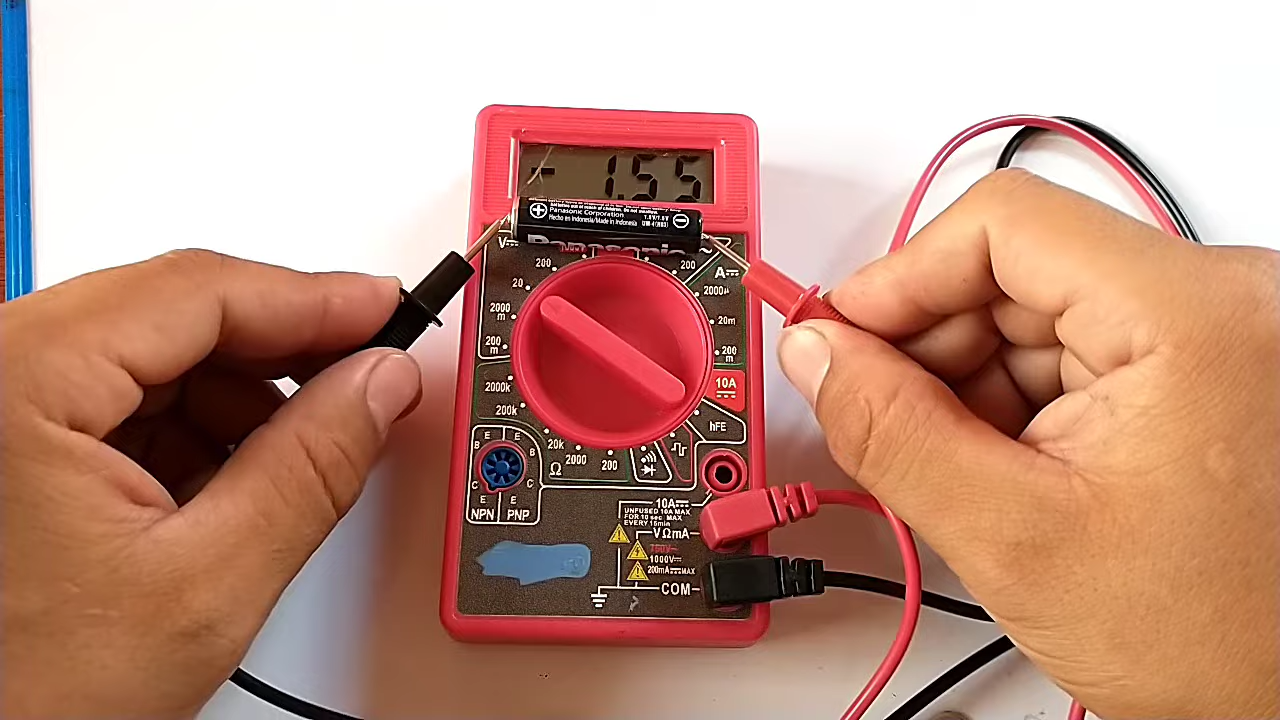 - 1.55
Panasonic Corporation
Hecho en Indonesia/Made in Indonesia
Panasonic
V
200
20
2000
m
200
m
2000k
200k
20k
2000
200
Ω
200
A
2000µ
20m
200
m
10A
hFE
E
E
B
B
C
C
E
E
NPN
PNP
10A
UNFUSED 10A MAX
FOR 10 sec MAX
EVERY 15min
VΩmA
1000V
200mA MAX
COM